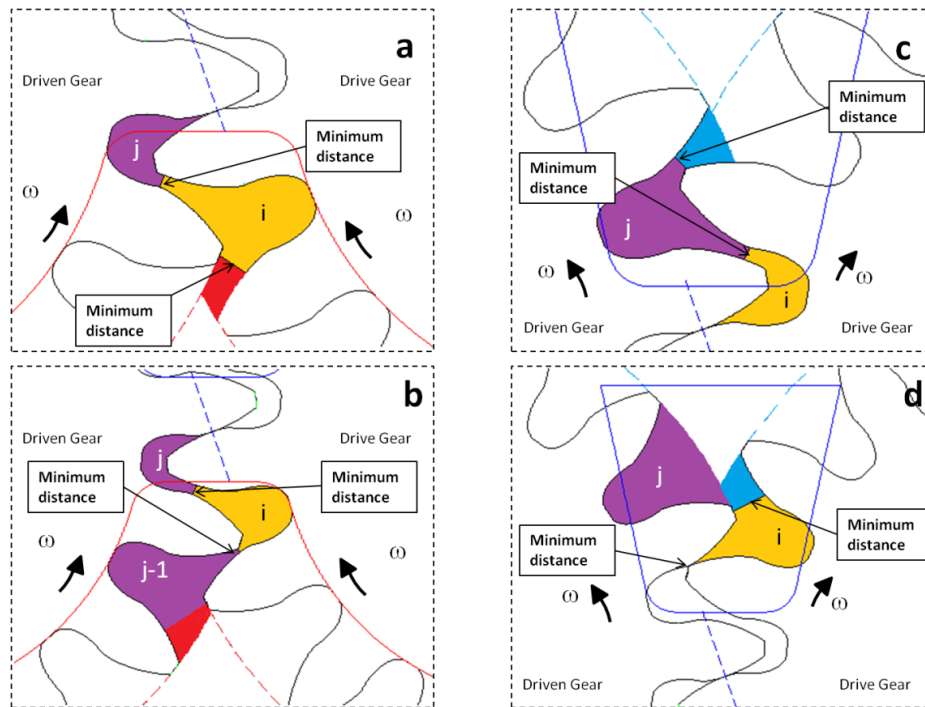 a
Driven Gear
Drive Gear
j
Minimum
distance
i
ω
ω
Minimum
distance
b
Driven Gear
Drive Gear
j
Minimum
distance
Minimum
distance
i
ω
j-1
ω
c
Minimum
distance
Minimum
distance
j
i
ω
ω
Driven Gear
Drive Gear
d
j
i
Minimum
distance
Minimum
distance
ω
ω
Driven Gear
Drive Gear